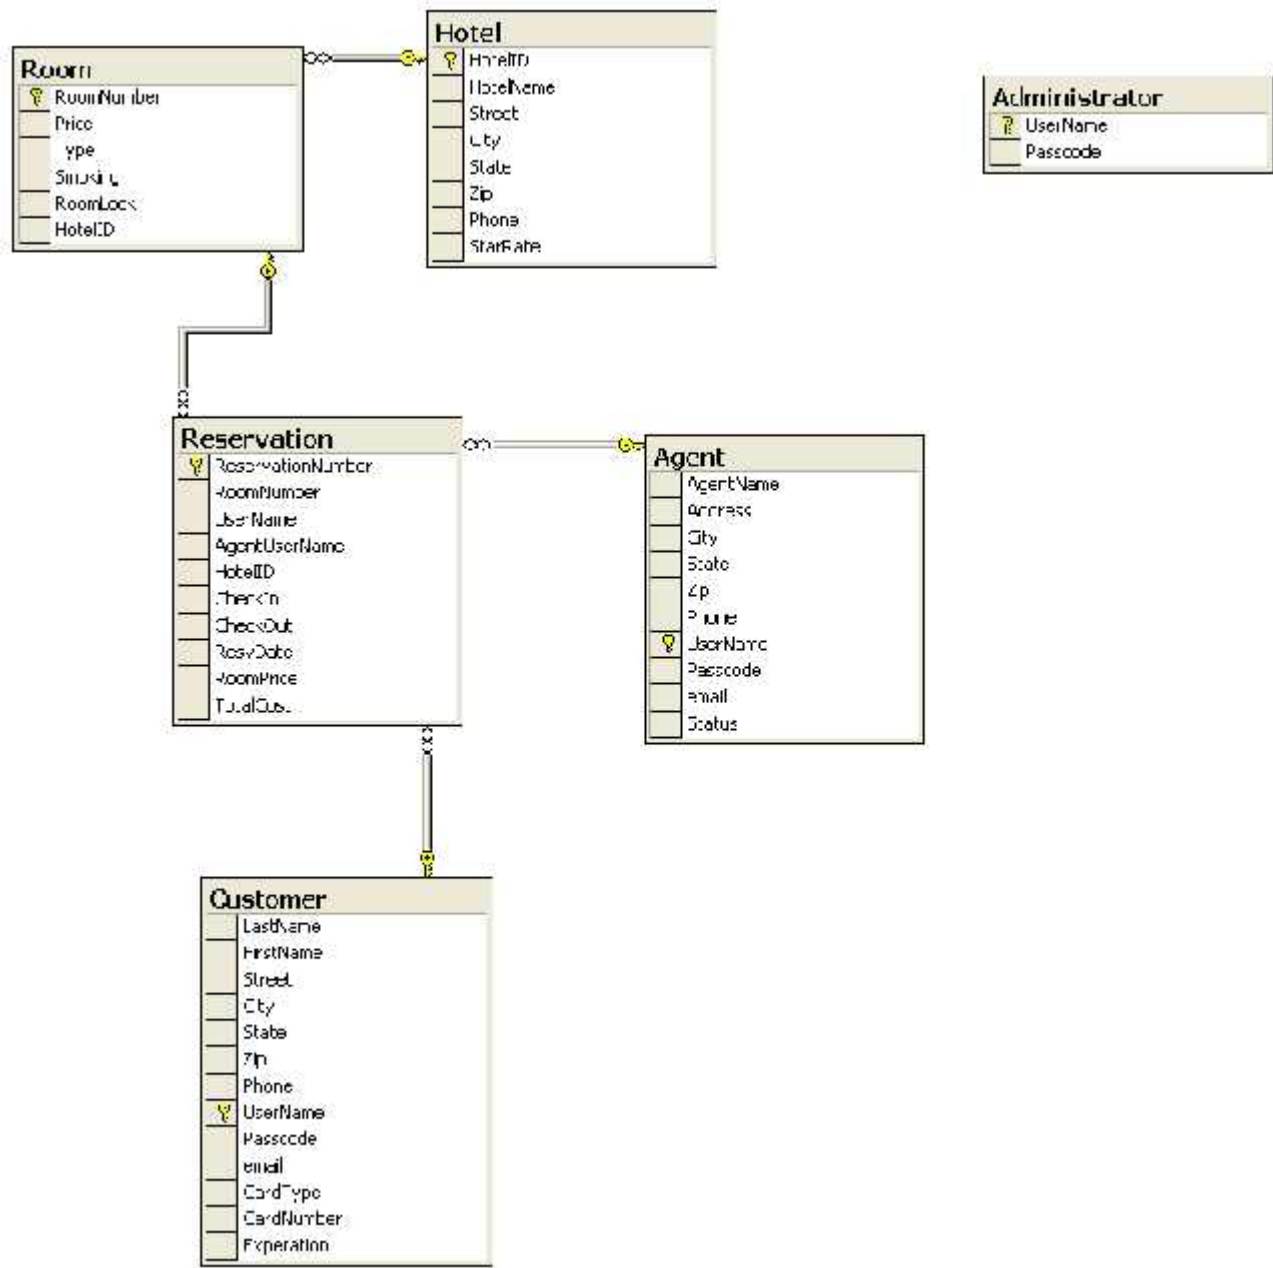 Hotel
HotelID
HotelName
Street
City
State
Zip
Phone
StarRate
Room
RoomNumber
Price
Type
Smoking
RoomLock
HotelID
Administrator
UserName
Passcode
Reservation
ReservationNumber
RoomNumber
UserName
AgentUserName
HotelID
CheckIn
CheckOut
ResvDate
RoomPrice
TotalCost
Agent
AgentName
Address
City
State
Zip
Phone
UserName
Passcode
email
Status
Customer
LastName
FirstName
Street
City
State
Zip
Phone
UserName
Passcode
email
CardType
CardNumber
Experation